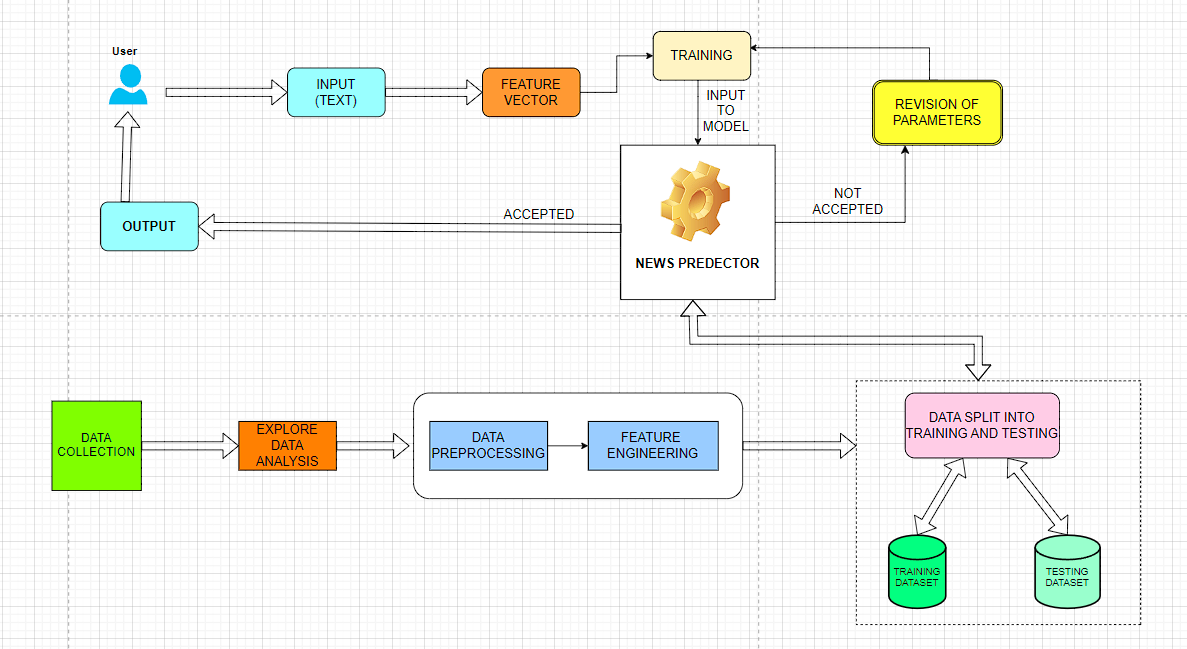 User
INPUT
(TEXT)
FEATURE
VECTOR
TRAINING
INPUT
TO
MODEL
REVISION OF
PARAMETERS
OUTPUT
ACCEPTED
NOT
ACCEPTED
NEWS PREDECTOR
DATA
COLLECTION
EXPLORE
DATA
ANALYSIS
DATA
PREPROCESSING
FEATURE
ENGINEERING
DATA SPLIT INTO
TRAINING AND TESTING
TRAINING
DATASET
TESTING
DATASET